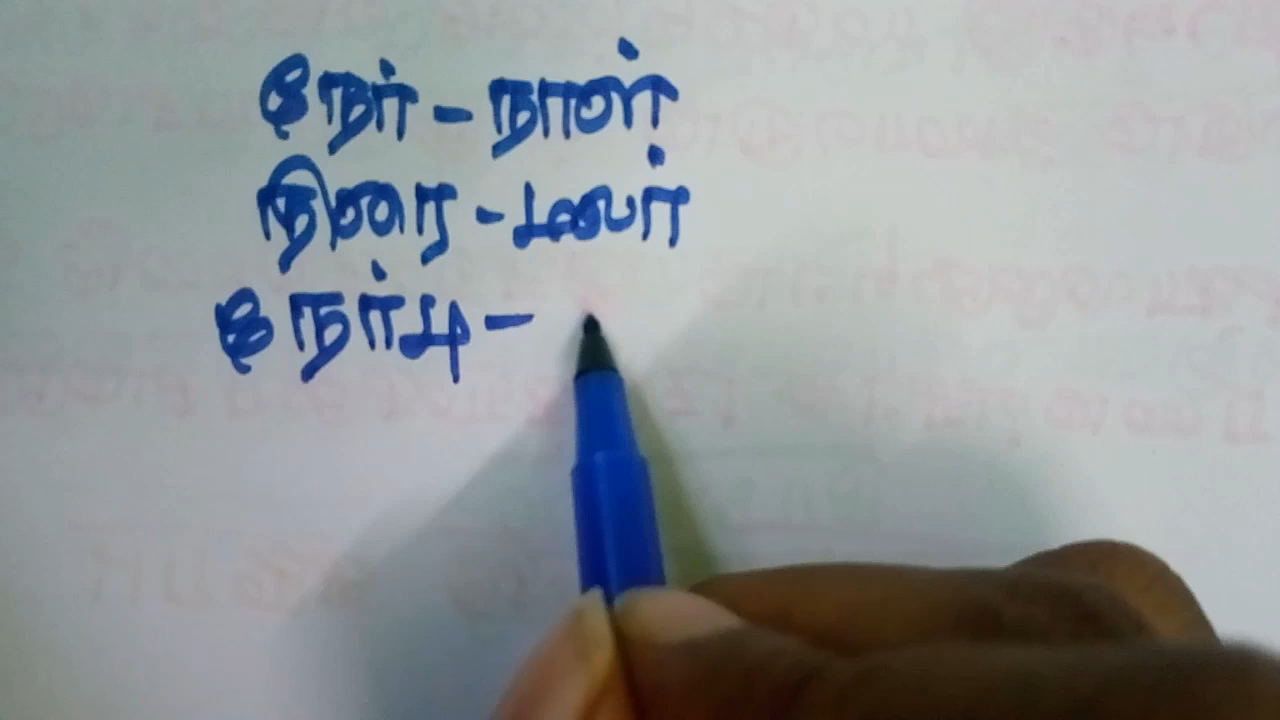 நேர் - நாள்
நிரை - மலர்
நேர்பு -